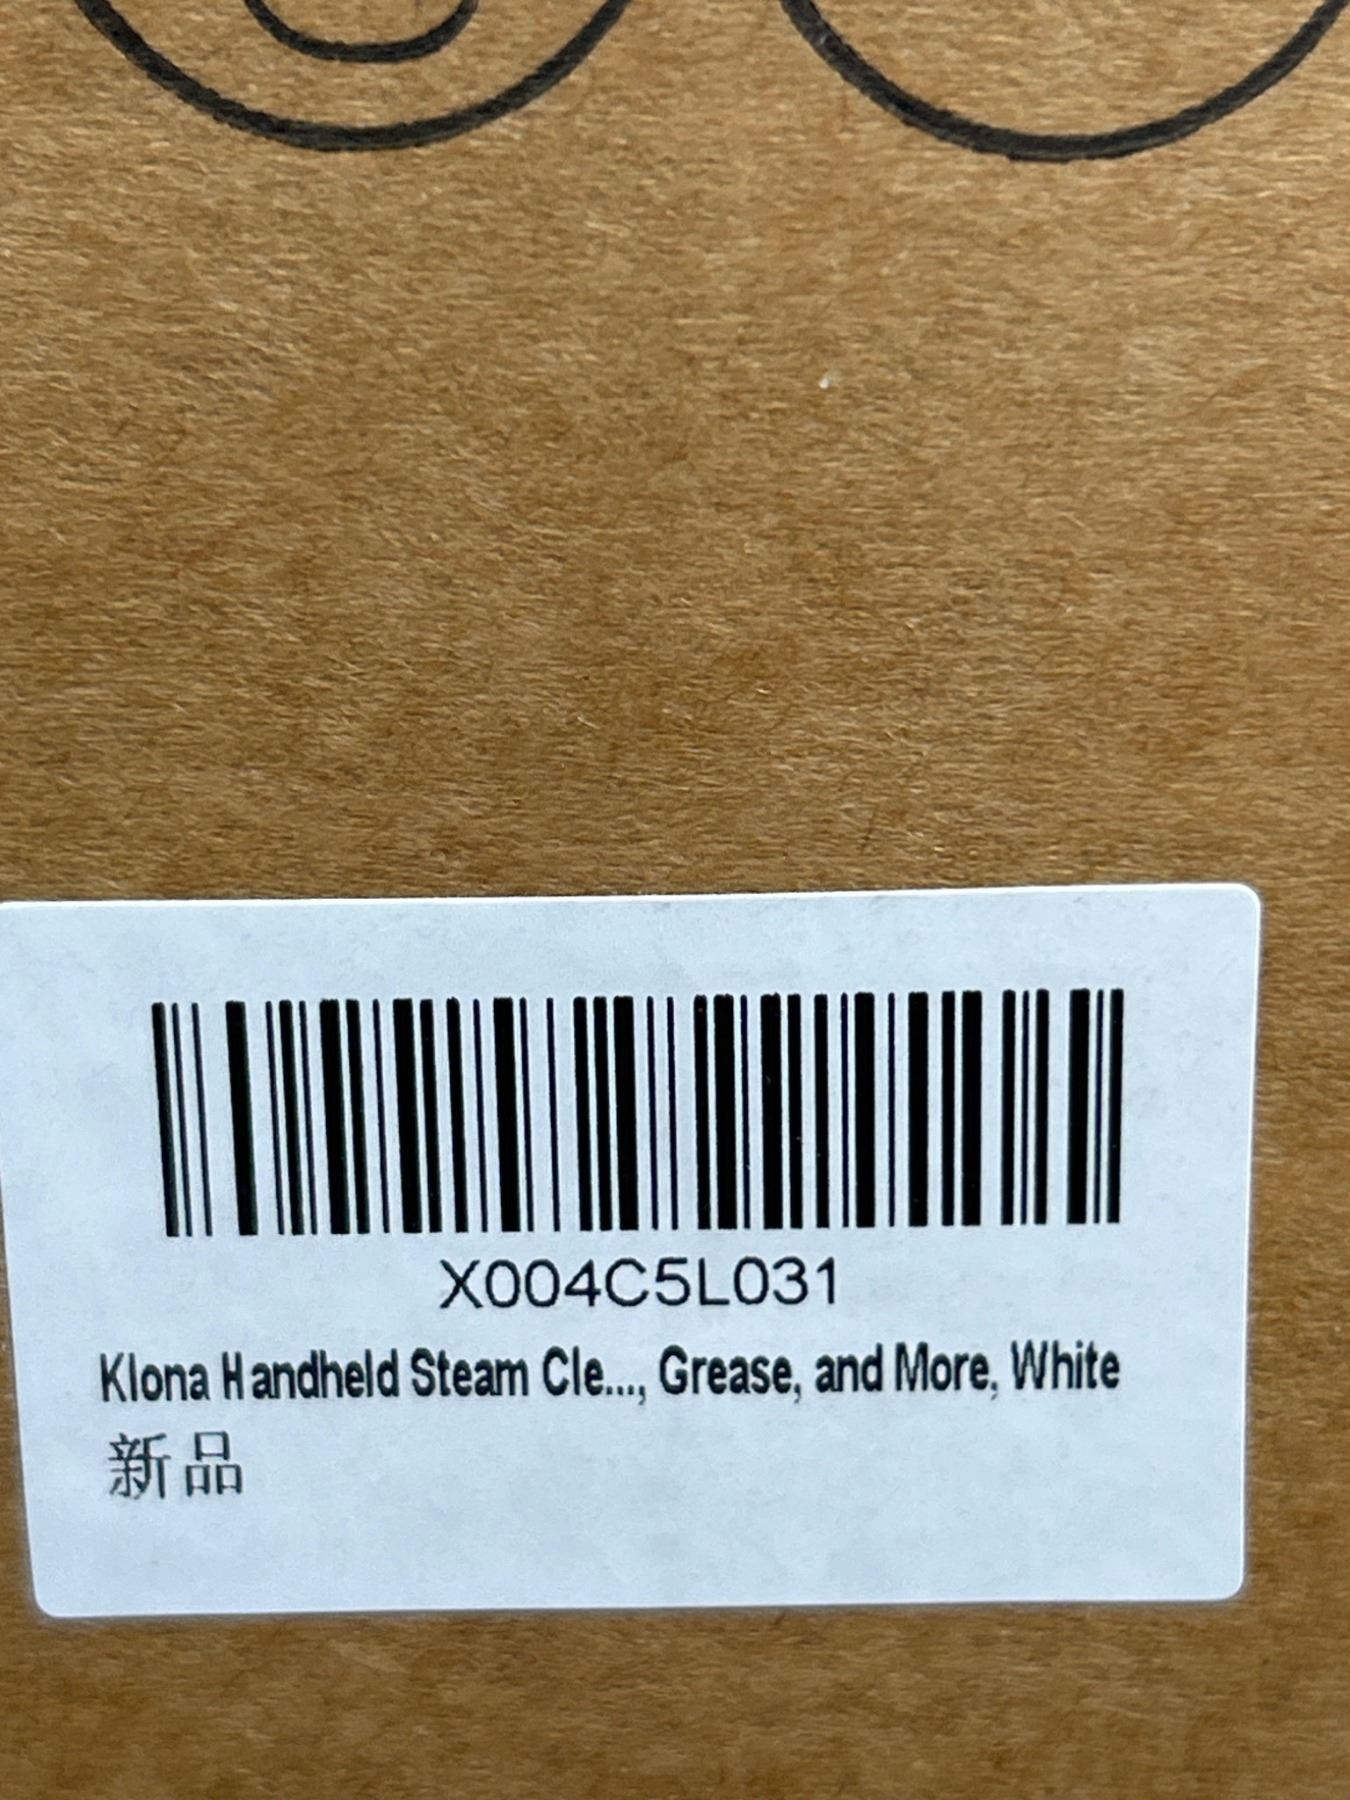 X004C5L031
Klona Handheld Steam Cle..., Grease, and More, White
新品